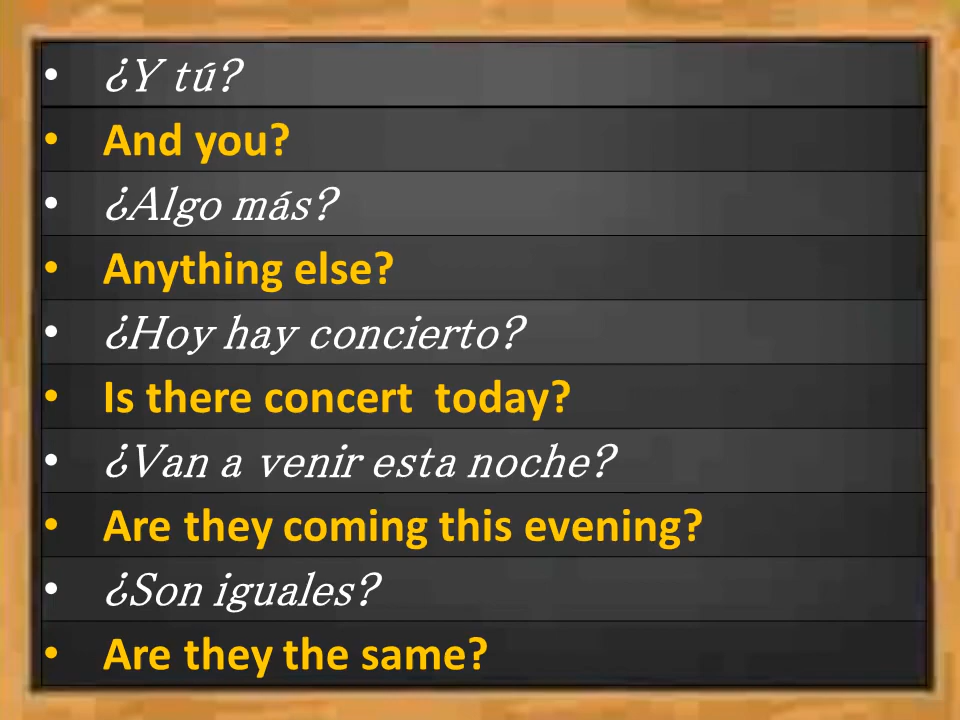 • ¿Y tú?
• And you?
• ¿Algo más?
• Anything else?
• ¿Hoy hay concierto?
• Is there concert  today?
• ¿Van a venir esta noche?
• Are they coming this evening?
• ¿Son iguales?
• Are they the same?